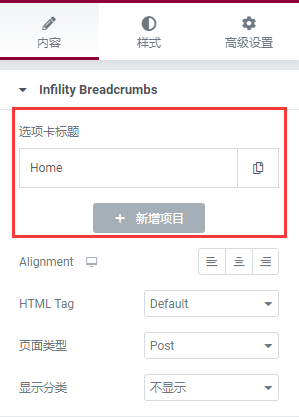 内容 样式 高级设置
Infility Breadcrumbs
选项卡标题
Home
新增项目
Alignment
HTML Tag Default
页面类型 Post
显示分类 不显示